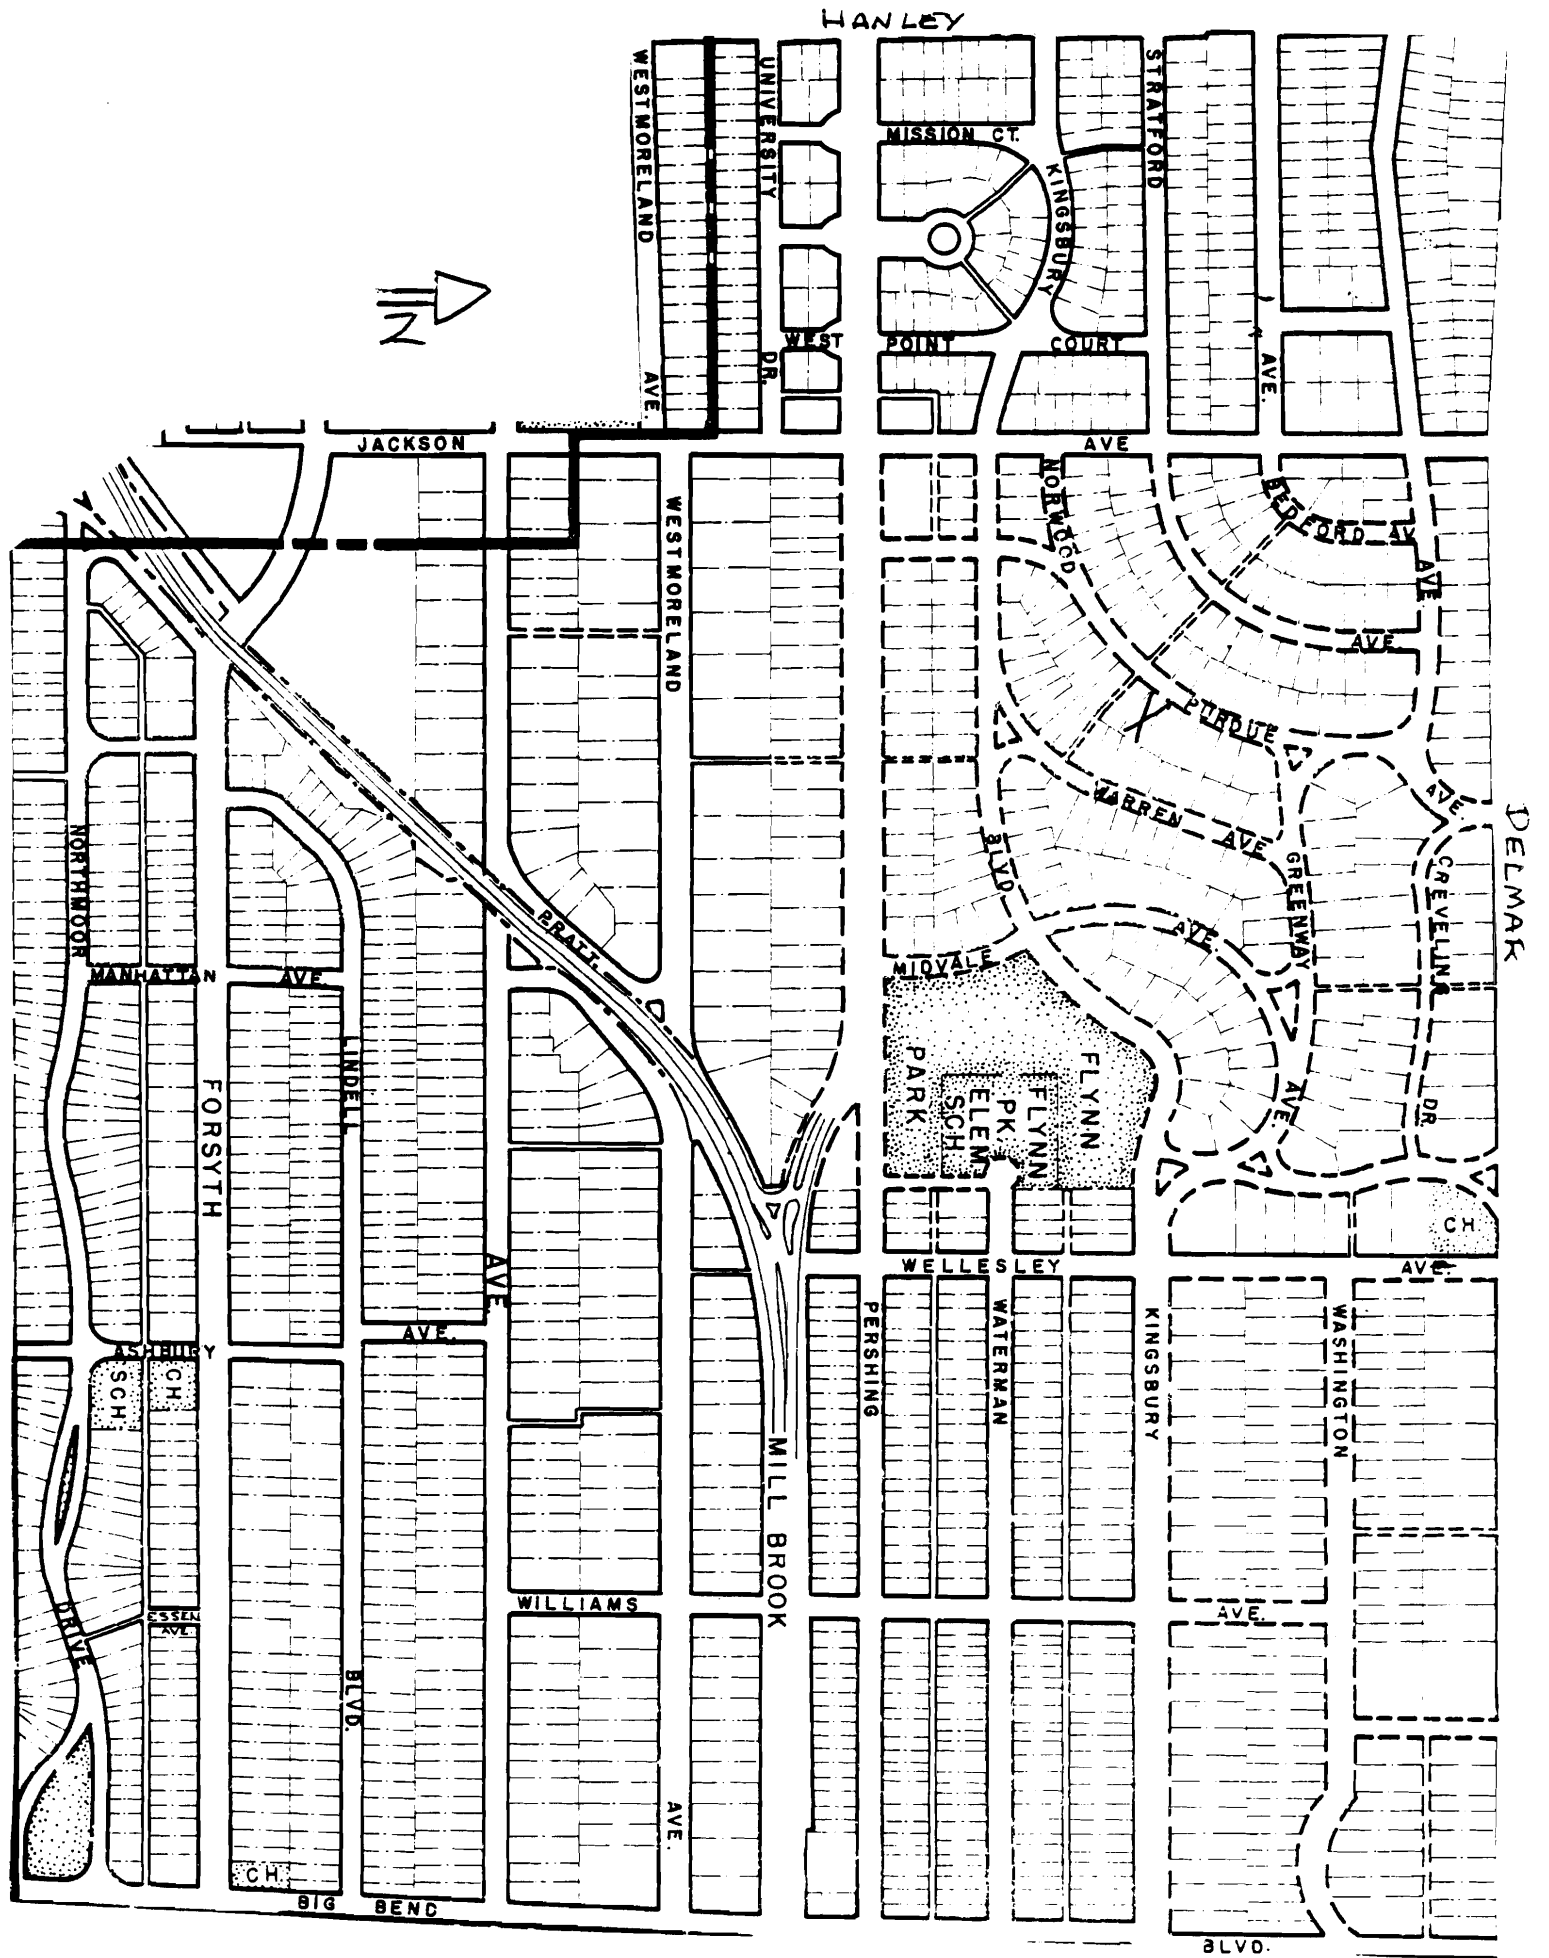 HANLEY
WESTMORELAND
AVE.
UNIVERSITY
DR.
MISSION CT.
KINGSBURY
STRATFORD
N
WEST POINT COURT
AVE.
JACKSON
AVE
NORWOOD
BEDFORD AV
AVE.
AVE.
WESTMORELAND
PURDUE
WARREN AVE
AVE.
DELMAR
NORTHMOOR
BLVD
GREENWAY
CREVELING
P.R.ATT.
AVE.
MIDVALE
MANHATTAN AVE.
LINDELL
FORSYTH
PARK
FLYNN
ELEM
SCH
PK.
FLYNN
DR.
AVE.
DR.
CH
AVE.
WELLESLEY
AVE.
PERSHING
WATERMAN
KINGSBURY
WASHINGTON
AVE.
ASHBURY
SCH.
CH
MILL BROOK
WILLIAMS
AVE.
ESSEN
AVE
DRIVE
BLVD.
AVE.
CH.
BIG BEND
BLVD.